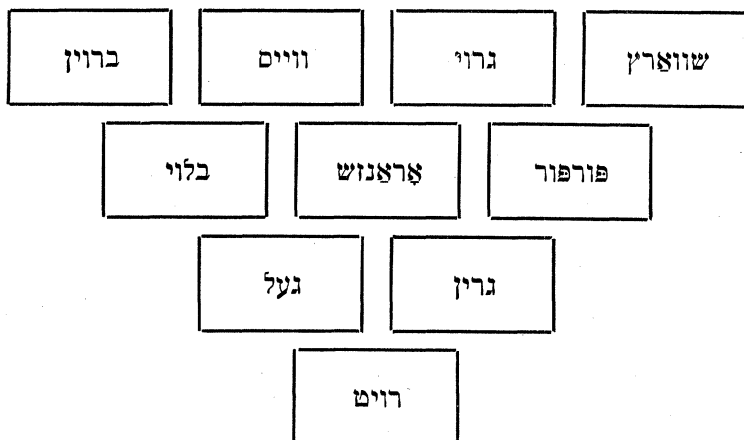 שוואַרץ גרוי ווייס ברוין
פּורפּור אָראַנזש בלוי
גרין געל
רויט